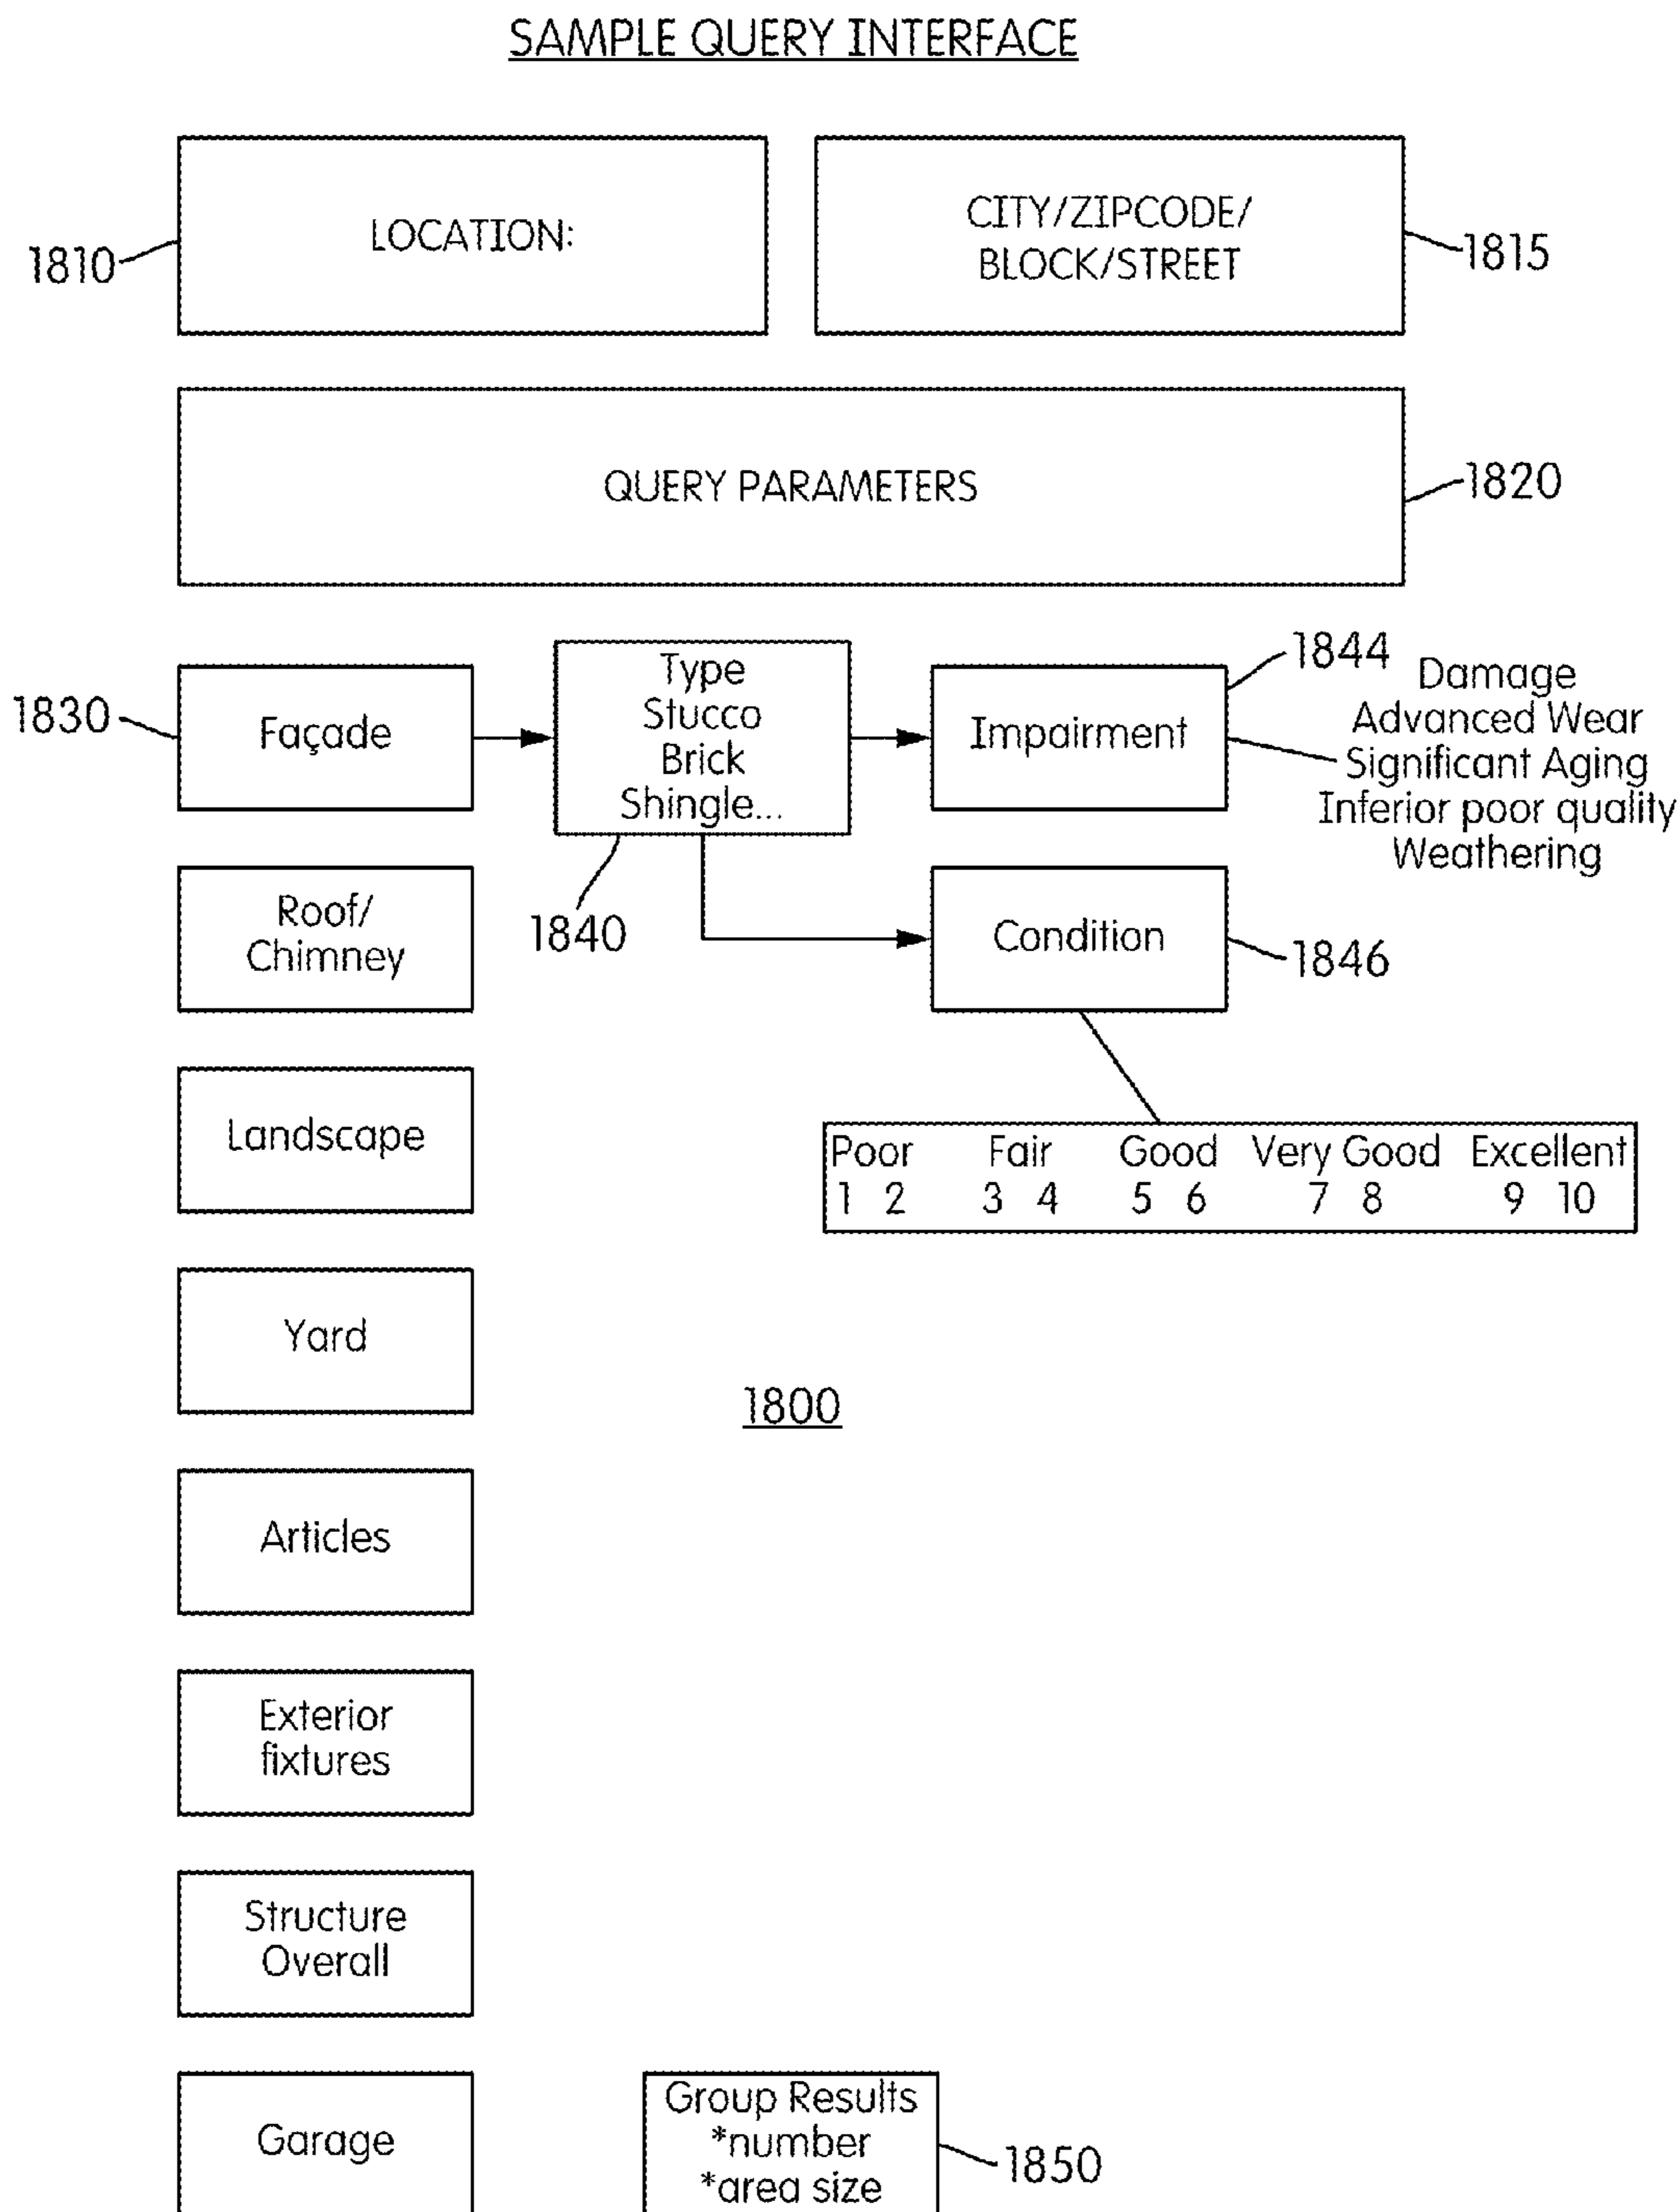 SAMPLE QUERY INTERFACE
LOCATION:
CITY/ZIPCODE/
BLOCK/STREET
1810
1815
QUERY PARAMETERS
1820
1830
Façade
Type
Stucco
Brick
Shingle...
1840
Impairment
1844
Damage
Advanced Wear
Significant Aging
Inferior poor quality
Weathering
Roof/
Chimney
Condition
1846
Poor Fair Good Very Good Excellent
1 2 3 4 5 6 7 8 9 10
Landscape
Yard
1800
Articles
Exterior
fixtures
Structure
Overall
Garage
Group Results
*number
*area size
1850